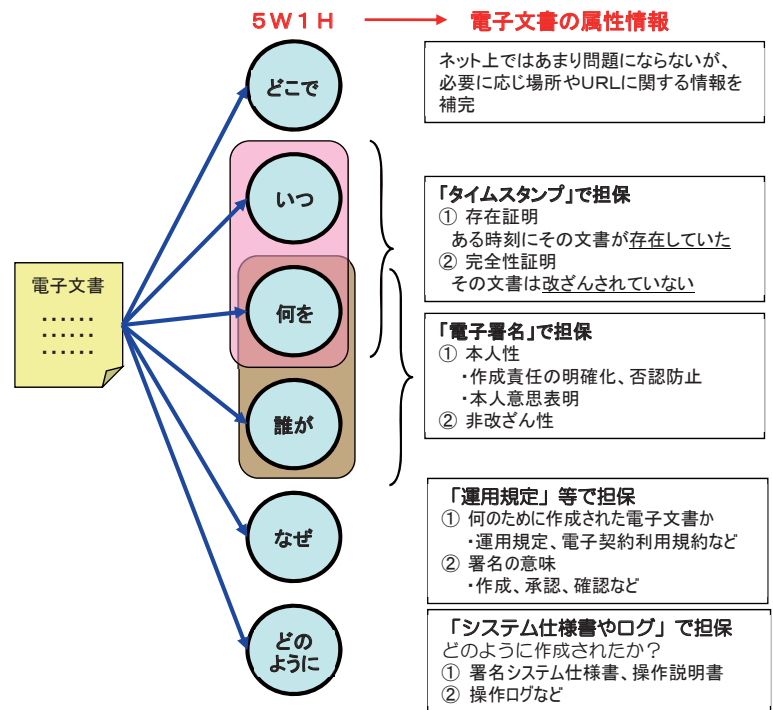 5W1H → 電子文書の属性情報
どこで
ネット上ではあまり問題にならないが、
必要に応じ場所やURLに関する情報を
補完
いつ
「タイムスタンプ」で担保
① 存在証明
ある時刻にその文書が存在していた
② 完全性証明
その文書は改ざんされていない
電子文書
……
……
……
何を
「電子署名」で担保
① 本人性
・作成責任の明確化、否認防止
・本人意思表明
② 非改ざん性
誰が
なぜ
「運用規定」等で担保
① 何のために作成された電子文書か
・運用規定、電子契約利用規約など
② 署名の意味
・作成、承認、確認など
どの
ように
「システム仕様書やログ」で担保
どのように作成されたか？
① 署名システム仕様書、操作説明書
② 操作ログなど